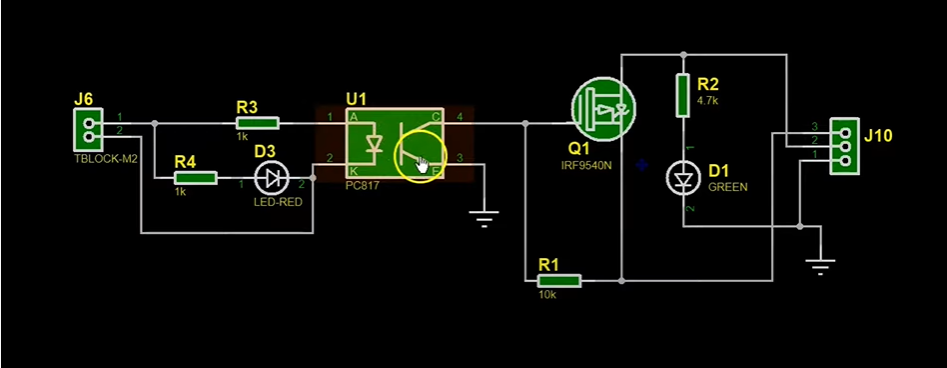 J6
1
2
TBLOCK-M2
R3
1k
R4
1k
D3
1
2
LED-RED
U1
1
A
C
4
2
K
E
3
PC817
Q1
IRF9540N
R2
4.7k
1
D1
GREEN
2
R1
10k
3
2
1
J10